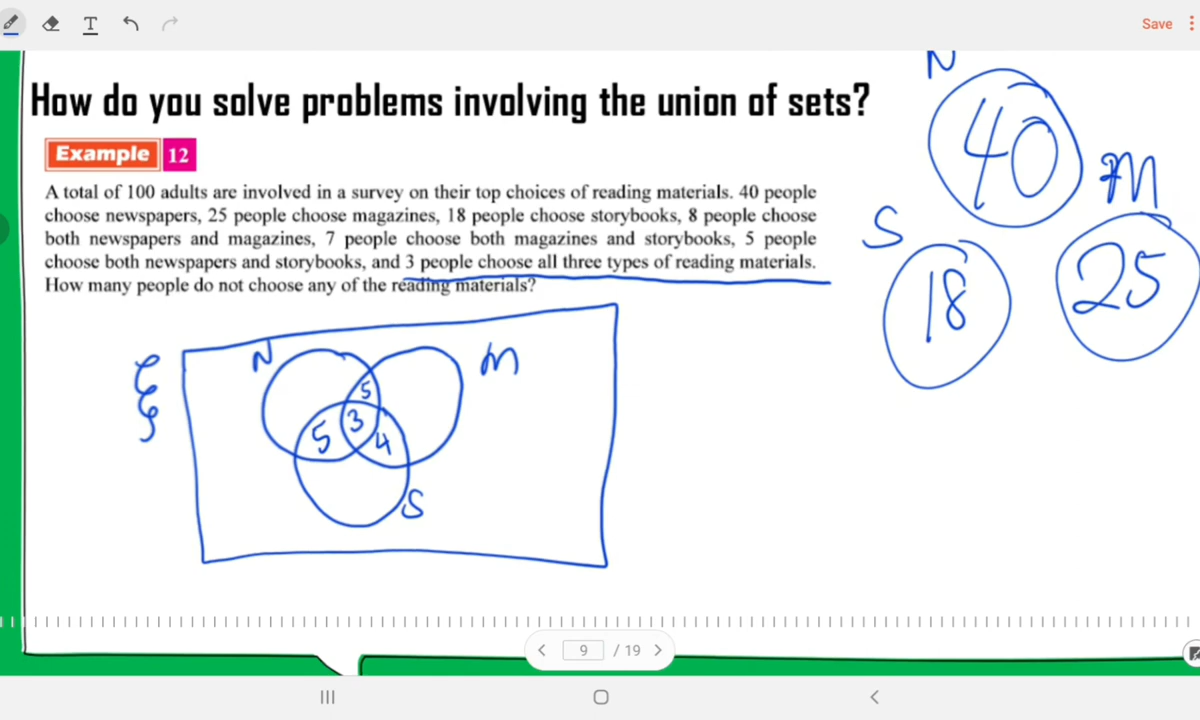 T
Save
How do you solve problems involving the union of sets?
Example 12
A total of 100 adults are involved in a survey on their top choices of reading materials. 40 people
choose newspapers, 25 people choose magazines, 18 people choose storybooks, 8 people choose
both newspapers and magazines, 7 people choose both magazines and storybooks, 5 people
choose both newspapers and storybooks, and 3 people choose all three types of reading materials.
How many people do not choose any of the reading materials?
N
40
M
S
18
25
ξ
N
M
5
3
5
4
S
9 / 19